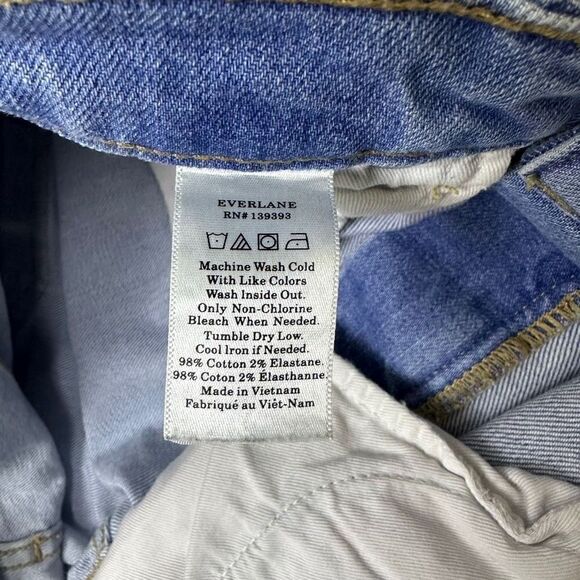 EVERLANE
RN# 139393
Machine Wash Cold
With Like Colors
Wash Inside Out.
Only Non-Chlorine
Bleach When Needed.
Tumble Dry Low.
Cool Iron if Needed.
98% Cotton 2% Elastane.
98% Coton 2% Élasthanne.
Made in Vietnam
Fabriqué au Viêt-Nam